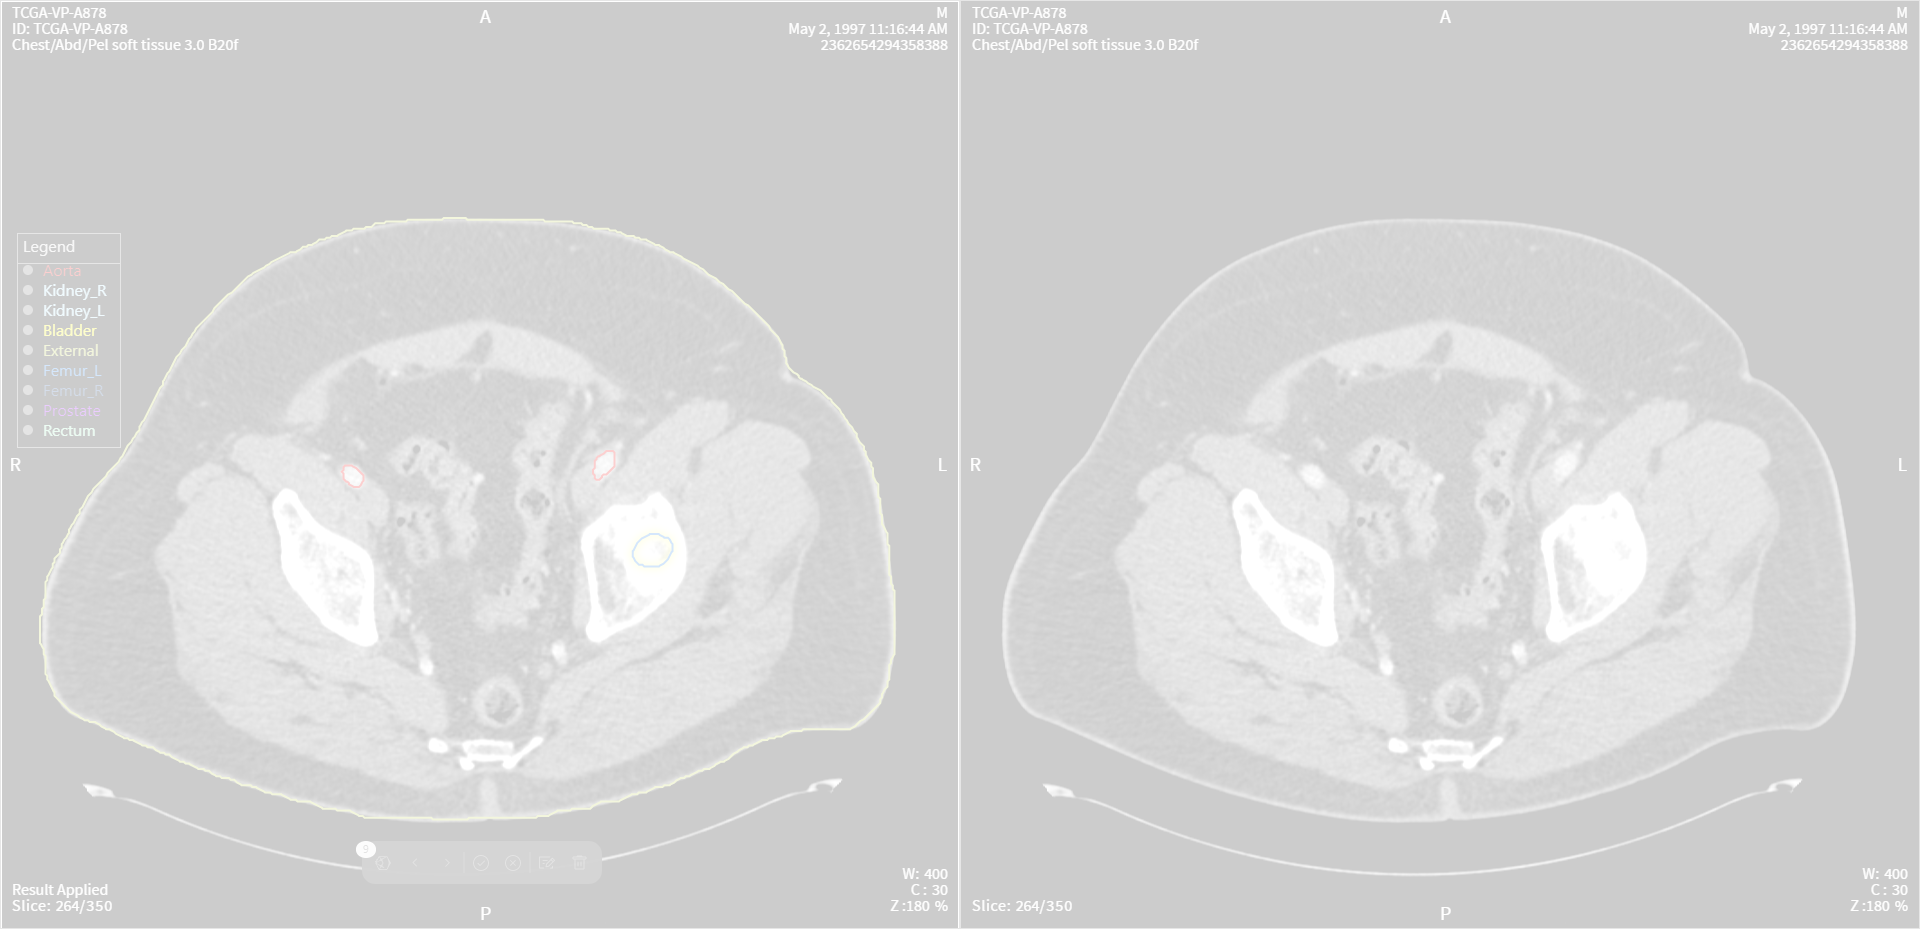 TCGA-VP-A878
ID: TCGA-VP-A878
Chest/Abd/Pel soft tissue 3.0 B20f
A
M
May 2, 1997 11:16:44 AM
2362654294358388
Legend
Aorta
Kidney_R
Kidney_L
Bladder
External
Femur_L
Femur_R
Prostate
Rectum
R
L
9
Result Applied
Slice: 264/350
P
W: 400
C : 30
Z :180 %
TCGA-VP-A878
ID: TCGA-VP-A878
Chest/Abd/Pel soft tissue 3.0 B20f
A
M
May 2, 1997 11:16:44 AM
2362654294358388
R
L
Slice: 264/350
P
W: 400
C : 30
Z :180 %